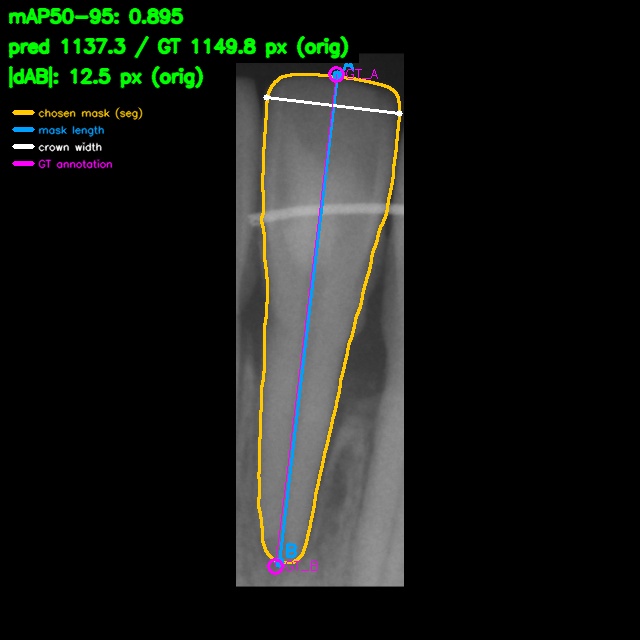 mAP50-95: 0.895
pred 1137.3 / GT 1149.8 px (orig)
|dAB|: 12.5 px (orig)
chosen mask (seg)
mask length
crown width
GT annotation
A
GT_A
B